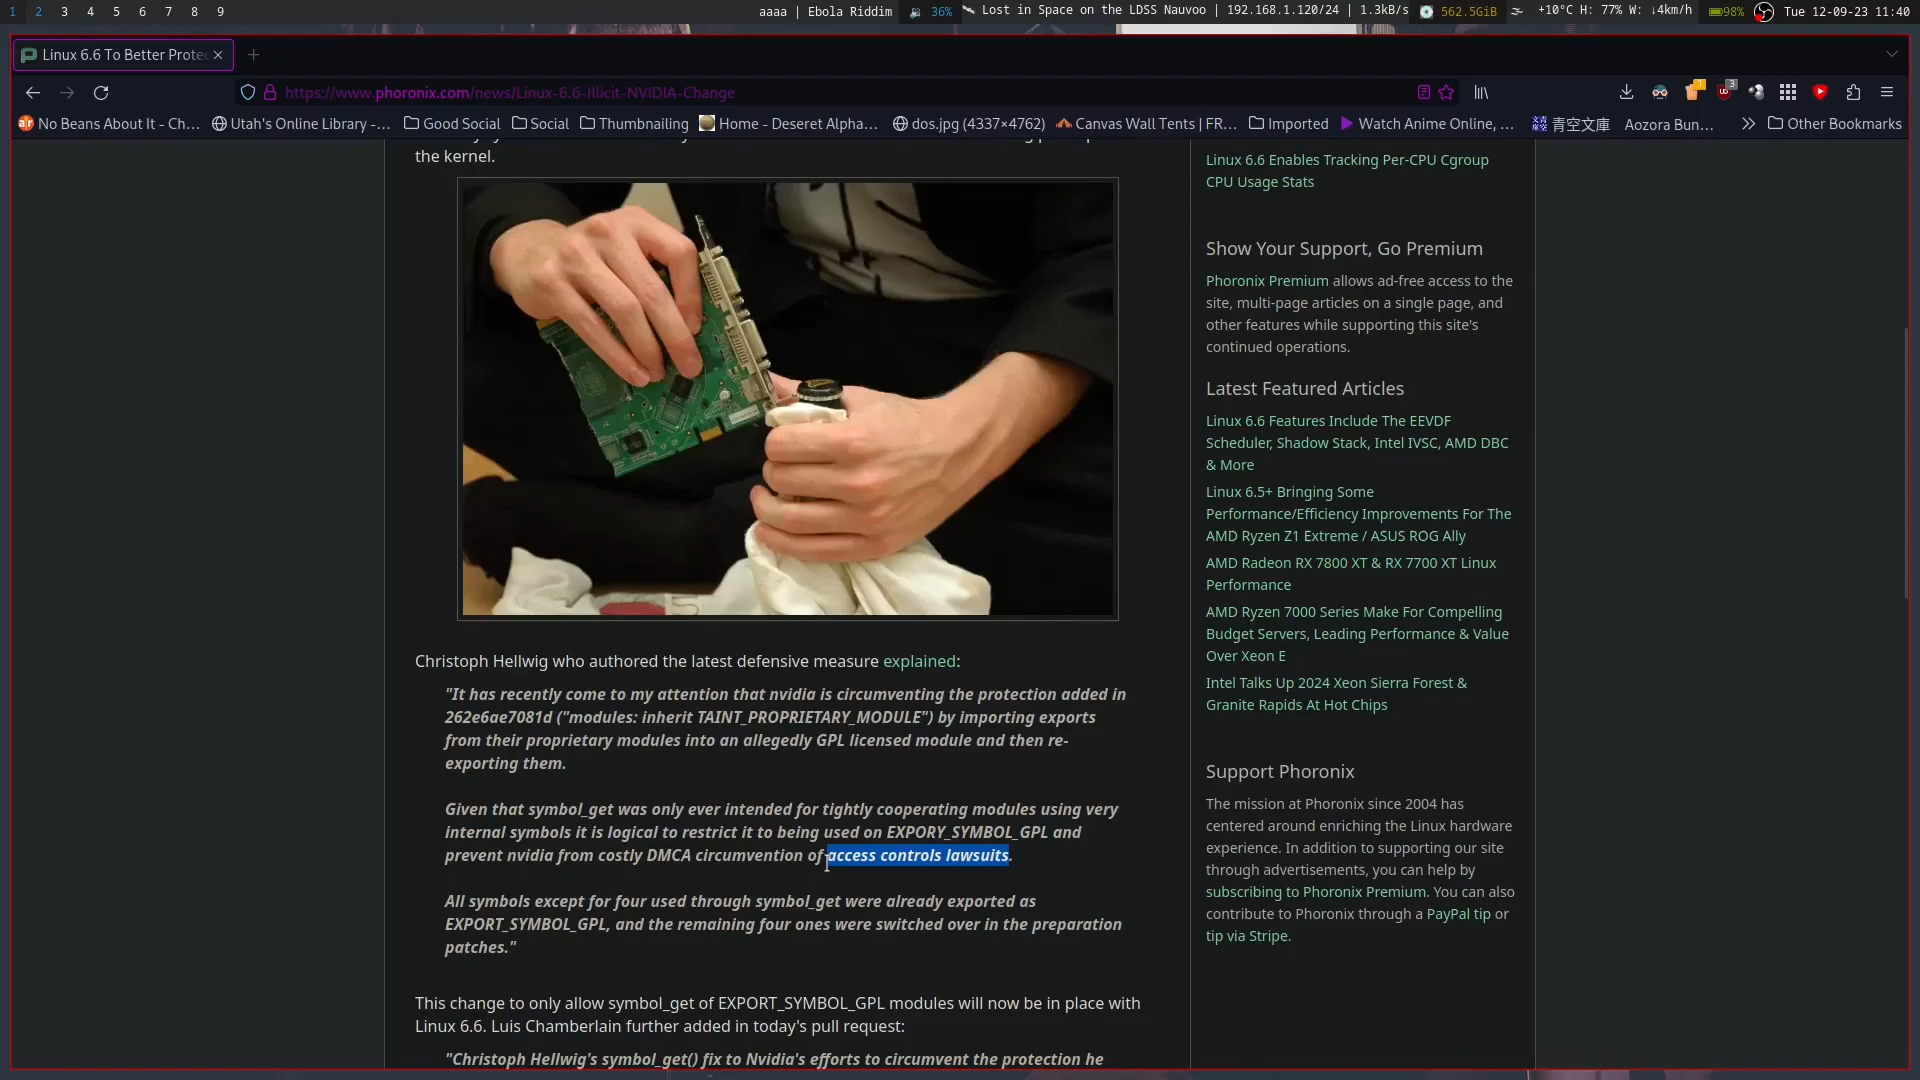 1 2 3 4 5 6 7 8 9
aaaa | Ebola Riddim
36%
Lost in Space on the LDSS Nauvoo | 192.168.1.120/24 | 1.3kB/s
562.5GiB
+10°C H: 77% W: ↓4km/h
98%
Tue 12-09-23 11:40
Linux 6.6 To Better Prote
https://www.phoronix.com/news/Linux-6.6-Illicit-NVIDIA-Change
1
3
No Beans About It - Ch...
Utah's Online Library -...
Good Social
Social
Thumbnailing
Home - Deseret Alpha...
dos.jpg (4337×4762)
Canvas Wall Tents | FR...
Imported
Watch Anime Online, ...
青空文庫
Aozora Bun...
Other Bookmarks
the kernel.
Christoph Hellwig who authored the latest defensive measure explained:
"It has recently come to my attention that nvidia is circumventing the protection added in
262e6ae7081d ("modules: inherit TAINT_PROPRIETARY_MODULE") by importing exports
from their proprietary modules into an allegedly GPL licensed module and then re-
exporting them.
Given that symbol_get was only ever intended for tightly cooperating modules using very
internal symbols it is logical to restrict it to being used on EXPORY_SYMBOL_GPL and
prevent nvidia from costly DMCA circumvention of access controls lawsuits.
All symbols except for four used through symbol_get were already exported as
EXPORT_SYMBOL_GPL, and the remaining four ones were switched over in the preparation
patches."
This change to only allow symbol_get of EXPORT_SYMBOL_GPL modules will now be in place with
Linux 6.6. Luis Chamberlain further added in today's pull request:
"Christoph Hellwig's symbol_get() fix to Nvidia's efforts to circumvent the protection he
Linux 6.6 Enables Tracking Per-CPU Cgroup
CPU Usage Stats
Show Your Support, Go Premium
Phoronix Premium allows ad-free access to the
site, multi-page articles on a single page, and
other features while supporting this site's
continued operations.
Latest Featured Articles
Linux 6.6 Features Include The EEVDF
Scheduler, Shadow Stack, Intel IVSC, AMD DBC
& More
Linux 6.5+ Bringing Some
Performance/Efficiency Improvements For The
AMD Ryzen Z1 Extreme / ASUS ROG Ally
AMD Radeon RX 7800 XT & RX 7700 XT Linux
Performance
AMD Ryzen 7000 Series Make For Compelling
Budget Servers, Leading Performance & Value
Over Xeon E
Intel Talks Up 2024 Xeon Sierra Forest &
Granite Rapids At Hot Chips
Support Phoronix
The mission at Phoronix since 2004 has
centered around enriching the Linux hardware
experience. In addition to supporting our site
through advertisements, you can help by
subscribing to Phoronix Premium. You can also
contribute to Phoronix through a PayPal tip or
tip via Stripe.